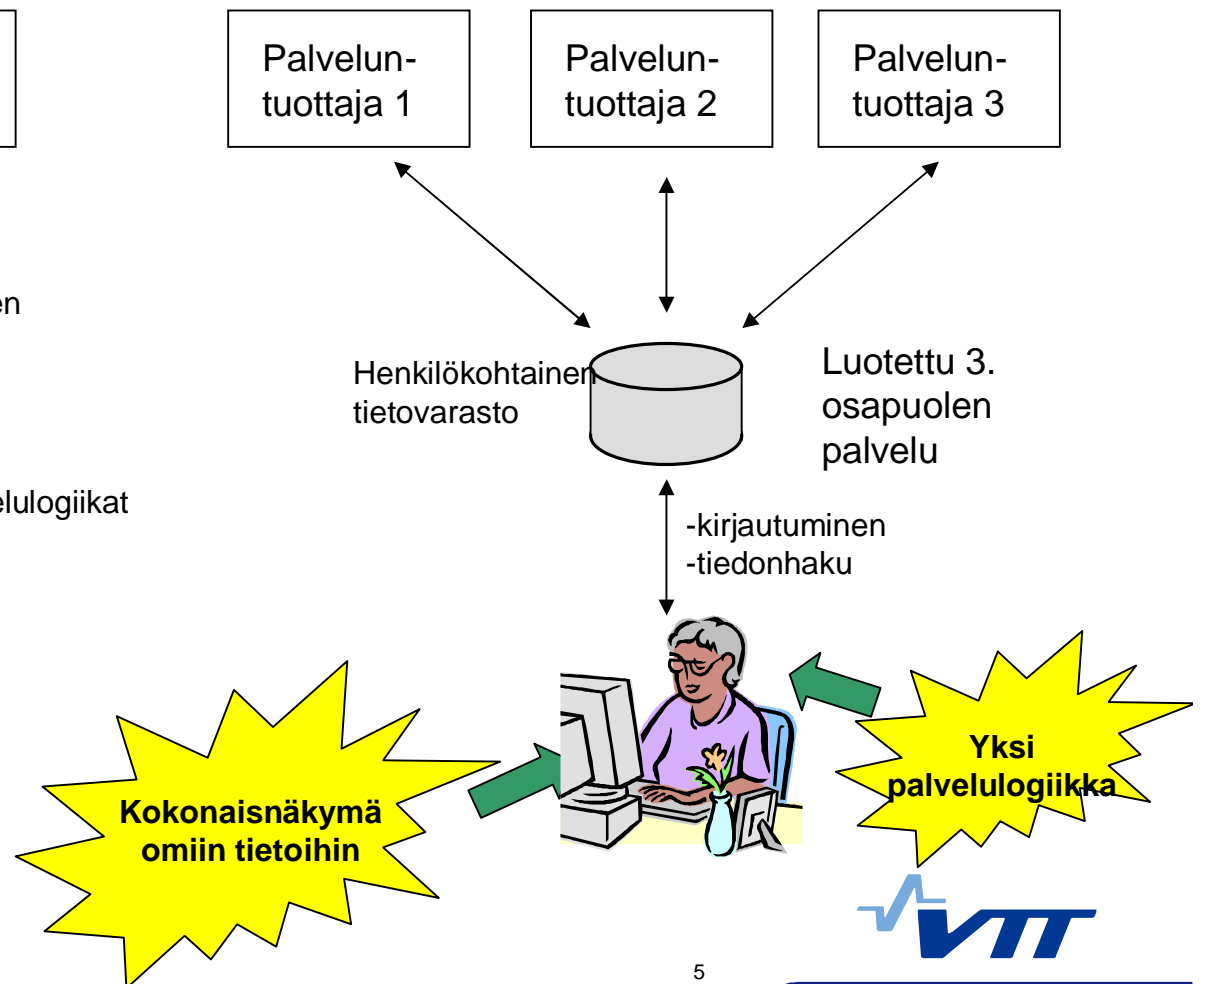 Palvelun-
tuottaja 1
Palvelun-
tuottaja 2
Palvelun-
tuottaja 3
en
Henkilökohtainen
tietovarasto
Luotettu 3.
osapuolen
palvelu
elulogiikat
-kirjautuminen
-tiedonhaku
Kokonaisnäkymä
omiin tietoihin
Yksi
palvelulogiikka
VTT
5